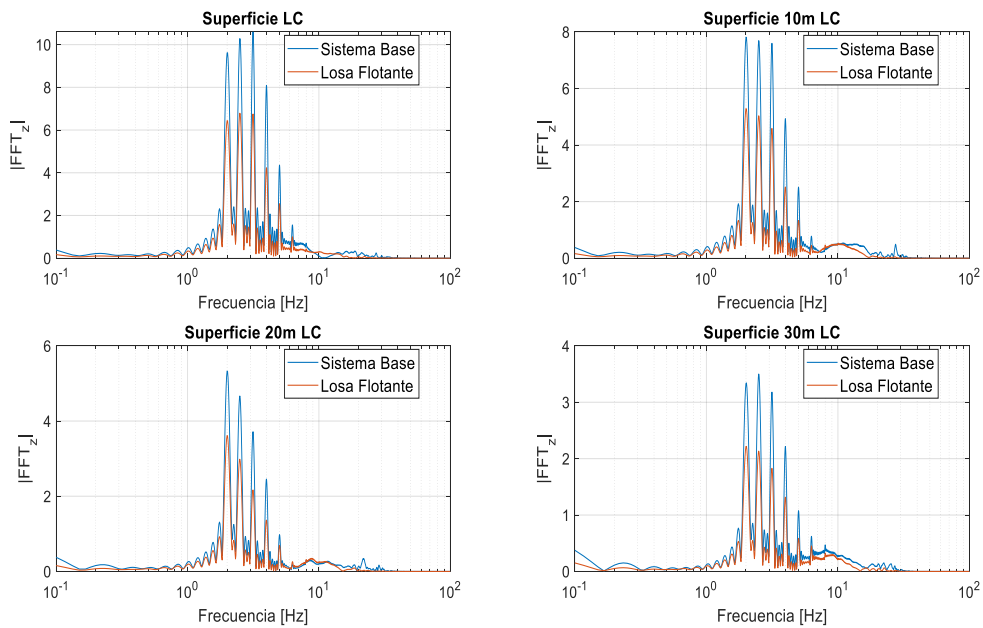 Superficie LC
10
8
6
4
2
0
|FFT_z|
Sistema Base
Losa Flotante
10^-1
10^0
10^1
10^2
Frecuencia [Hz]
Superficie 10m LC
8
6
4
2
0
|FFT_z|
Sistema Base
Losa Flotante
10^-1
10^0
10^1
10^2
Frecuencia [Hz]
Superficie 20m LC
6
4
2
0
|FFT_z|
Sistema Base
Losa Flotante
10^-1
10^0
10^1
10^2
Frecuencia [Hz]
Superficie 30m LC
4
3
2
1
0
|FFT_z|
Sistema Base
Losa Flotante
10^-1
10^0
10^1
10^2
Frecuencia [Hz]